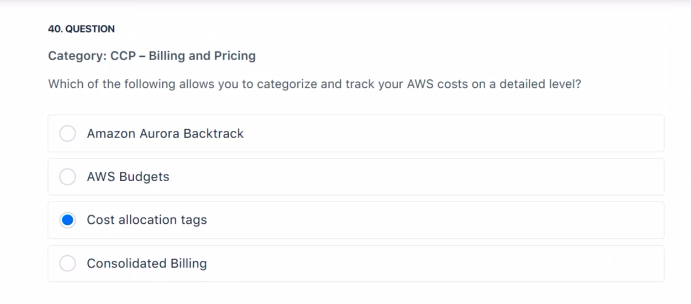 40. QUESTION
Category: CCP – Billing and Pricing
Which of the following allows you to categorize and track your AWS costs on a detailed level?
Amazon Aurora Backtrack
AWS Budgets
Cost allocation tags
Consolidated Billing